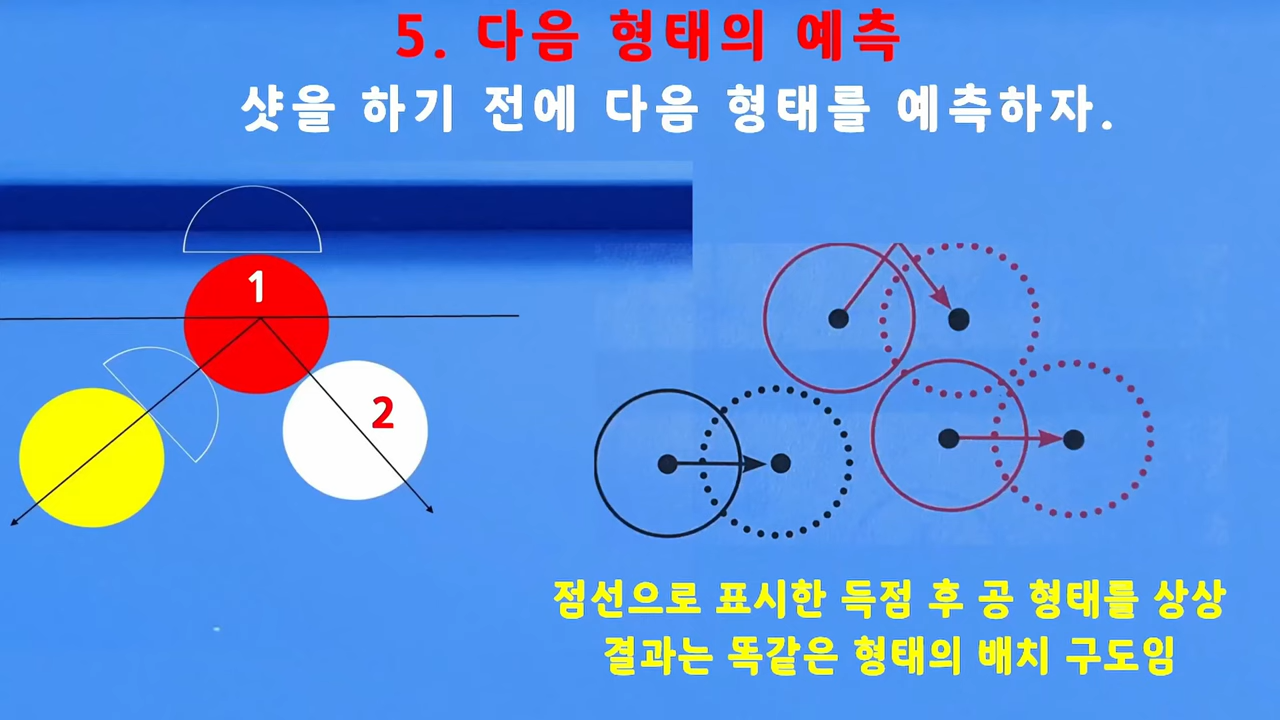 5. 다음 형태의 예측
샷을 하기 전에 다음 형태를 예측하자.
1
2
점선으로 표시한 득점 후 공 형태를 상상
결과는 똑같은 형태의 배치 구도임